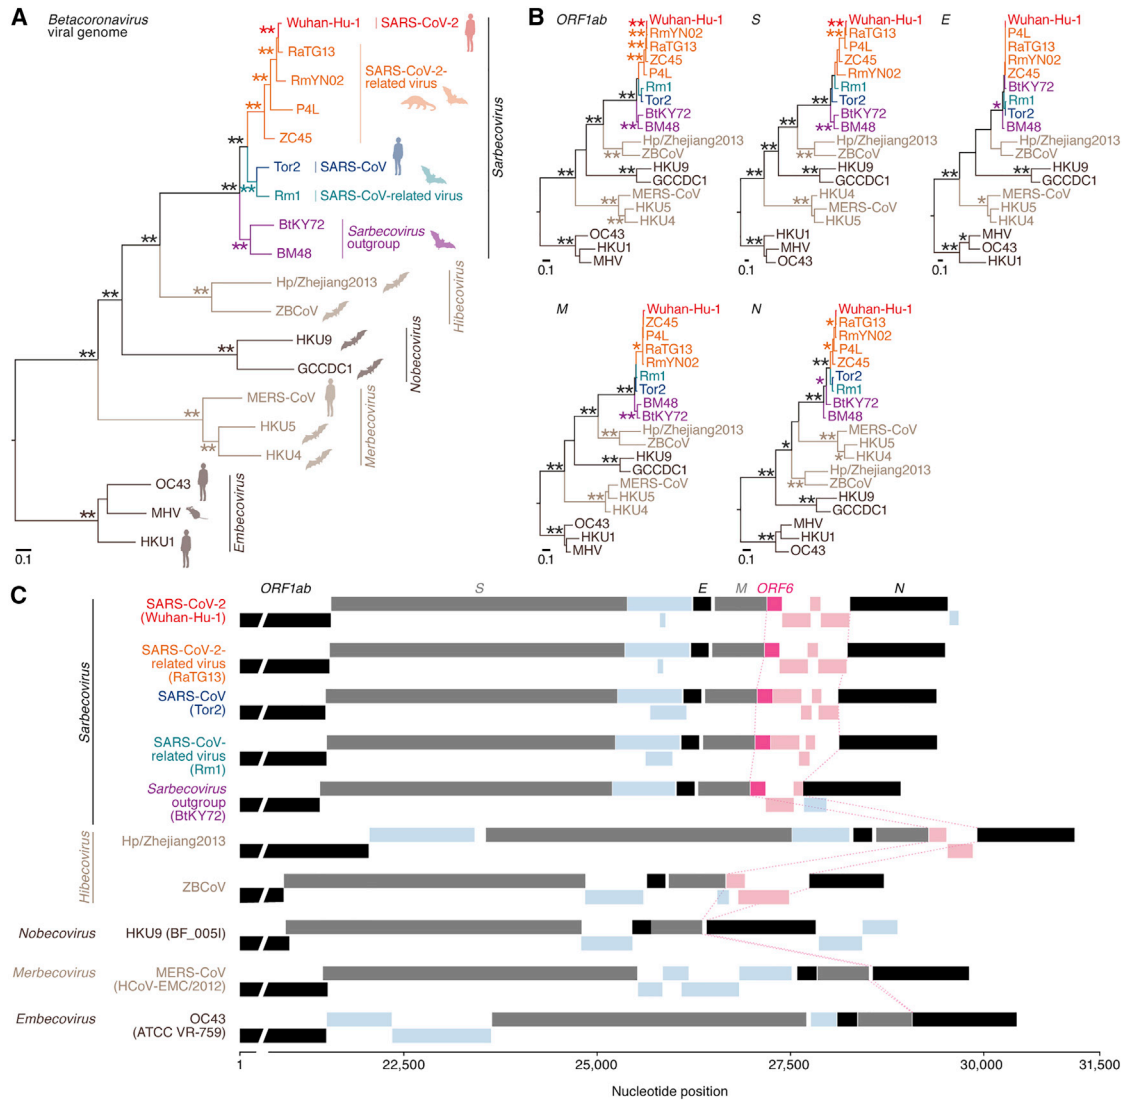 A
Betacoronavirus
viral genome
** Wuhan-Hu-1 SARS-CoV-2
** RaTG13
** RmYN02
SARS-CoV-2-
related virus
** P4L
** ZC45
** Tor2 SARS-CoV
** ** Rm1 SARS-CoV-related virus
BtKY72
** BM48
Sarbecovirus
outgroup
Sarbecovirus
** Hp/Zhejiang2013
** ZBCoV
Hibecovirus
** HKU9
** GCCDC1
Nobecovirus
** MERS-CoV
** HKU5
** HKU4
Merbecovirus
OC43
** MHV
HKU1
Embecovirus
0.1
B
ORF1ab
** Wuhan-Hu-1
** RmYN02
** RaTG13
** ZC45
P4L
Rm1
** Tor2
BtKY72
** BM48
** Hp/Zhejiang2013
** ZBCoV
** HKU9
** GCCDC1
MERS-CoV
** HKU5
** HKU4
OC43
** HKU1
MHV
0.1
S
** Wuhan-Hu-1
** RaTG13
P4L
ZC45
RmYN02
Rm1
** Tor2
BtKY72
** BM48
** Hp/Zhejiang2013
** ZBCoV
** HKU9
** GCCDC1
HKU4
** MERS-CoV
HKU5
HKU1
** MHV
OC43
0.1
E
Wuhan-Hu-1
P4L
RaTG13
RmYN02
ZC45
BtKY72
* Rm1
Tor2
BM48
** Hp/Zhejiang2013
** ZBCoV
** HKU9
** GCCDC1
MERS-CoV
** HKU5
HKU4
* MHV
** OC43
HKU1
0.1
M
Wuhan-Hu-1
ZC45
P4L
* RaTG13
RmYN02
Rm1
** Tor2
BM48
** BtKY72
** Hp/Zhejiang2013
** ZBCoV
** HKU9
GCCDC1
MERS-CoV
** HKU5
HKU4
OC43
** HKU1
MHV
0.1
N
Wuhan-Hu-1
* RaTG13
RmYN02
* P4L
** ZC45
Tor2
* Rm1
** BtKY72
BM48
** MERS-CoV
* HKU5
* HKU4
Hp/Zhejiang2013
** ** ZBCoV
** HKU9
GCCDC1
MHV
** HKU1
OC43
0.1
C
ORF1ab S E M ORF6 N
Sarbecovirus
SARS-CoV-2
(Wuhan-Hu-1)
SARS-CoV-2-
related virus
(RaTG13)
SARS-CoV
(Tor2)
SARS-CoV-
related virus
(Rm1)
Sarbecovirus
outgroup
(BtKY72)
Hibecovirus
Hp/Zhejiang2013
ZBCoV
Nobecovirus HKU9 (BF_005I)
Merbecovirus MERS-CoV
(HCoV-EMC/2012)
Embecovirus OC43
(ATCC VR-759)
1 22,500 25,000 27,500 30,000 31,500
Nucleotide position